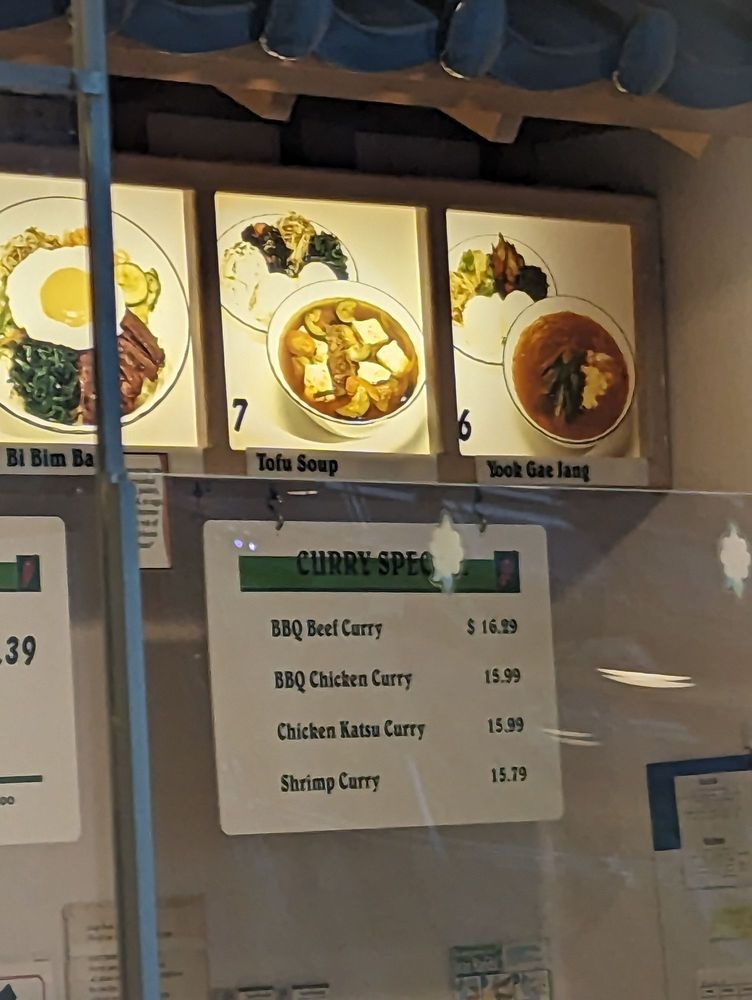 7
6
Bi Bim Ba
Tofu Soup
Yook Gae Jang
CURRY SPEC
.39
BBQ Beef Curry $ 16.29
BBQ Chicken Curry 15.99
Chicken Katsu Curry 15.99
Shrimp Curry 15.79